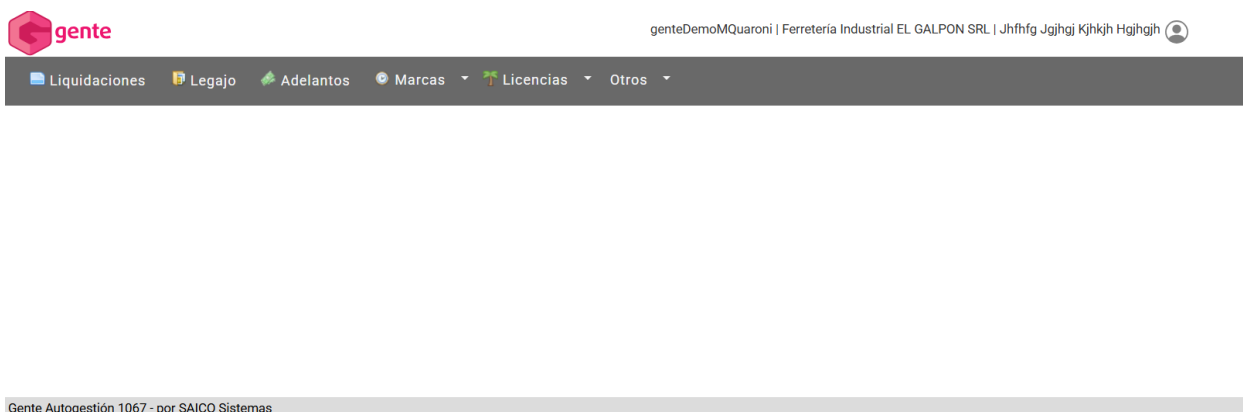 gente
genteDemoMQuaroni | Ferretería Industrial EL GALPON SRL | Jhfhfg Jgjhgj Kjhkjh Hgjhgjh
Liquidaciones Legajo Adelantos Marcas Licencias Otros
Gente Autogestión 1067 - por SAICO Sistemas